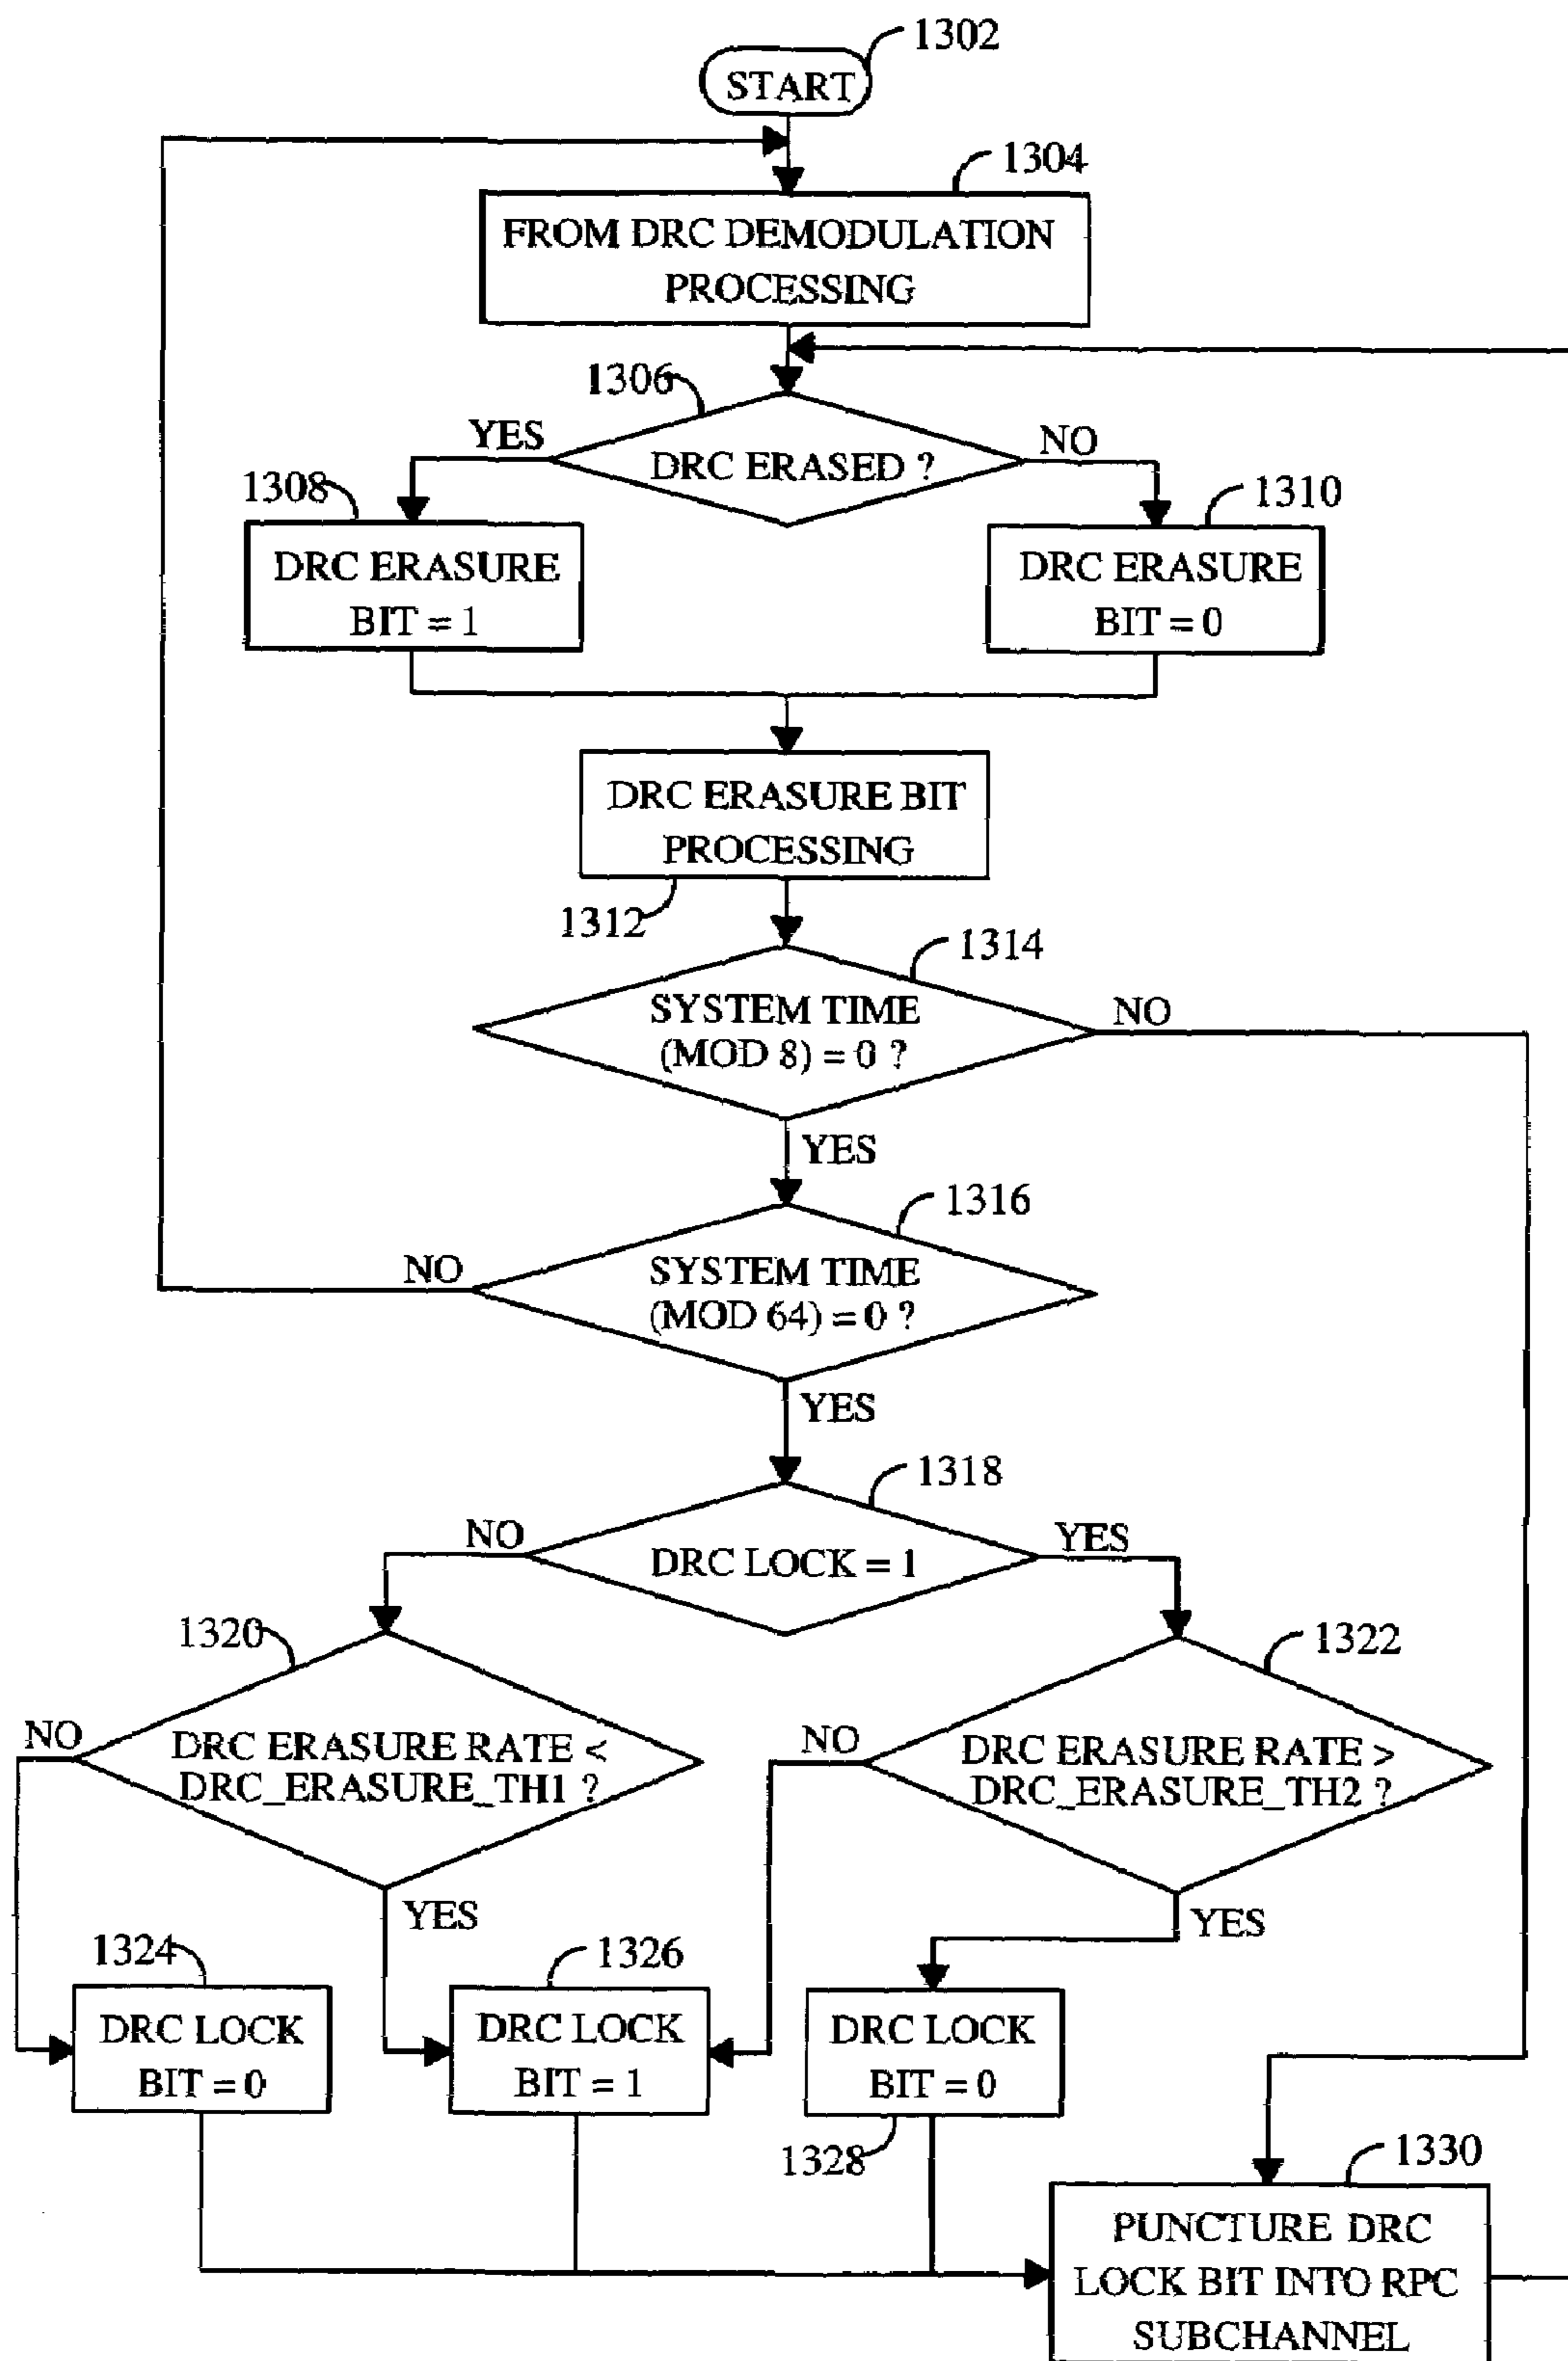 1302
START
1304
FROM DRC DEMODULATION
PROCESSING
1306
YES
NO
DRC ERASED ?
1308
1310
DRC ERASURE
BIT = 1
DRC ERASURE
BIT = 0
DRC ERASURE BIT
PROCESSING
1312
1314
SYSTEM TIME
(MOD 8) = 0 ?
NO
YES
1316
NO
SYSTEM TIME
(MOD 64) = 0 ?
YES
1318
NO
YES
DRC LOCK = 1
1320
1322
NO
DRC ERASURE RATE <
DRC_ERASURE_TH1 ?
NO
DRC ERASURE RATE >
DRC_ERASURE_TH2 ?
YES
YES
1324
1326
DRC LOCK
BIT = 0
DRC LOCK
BIT = 1
DRC LOCK
BIT = 0
1328
1330
PUNCTURE DRC
LOCK BIT INTO RPC
SUBCHANNEL